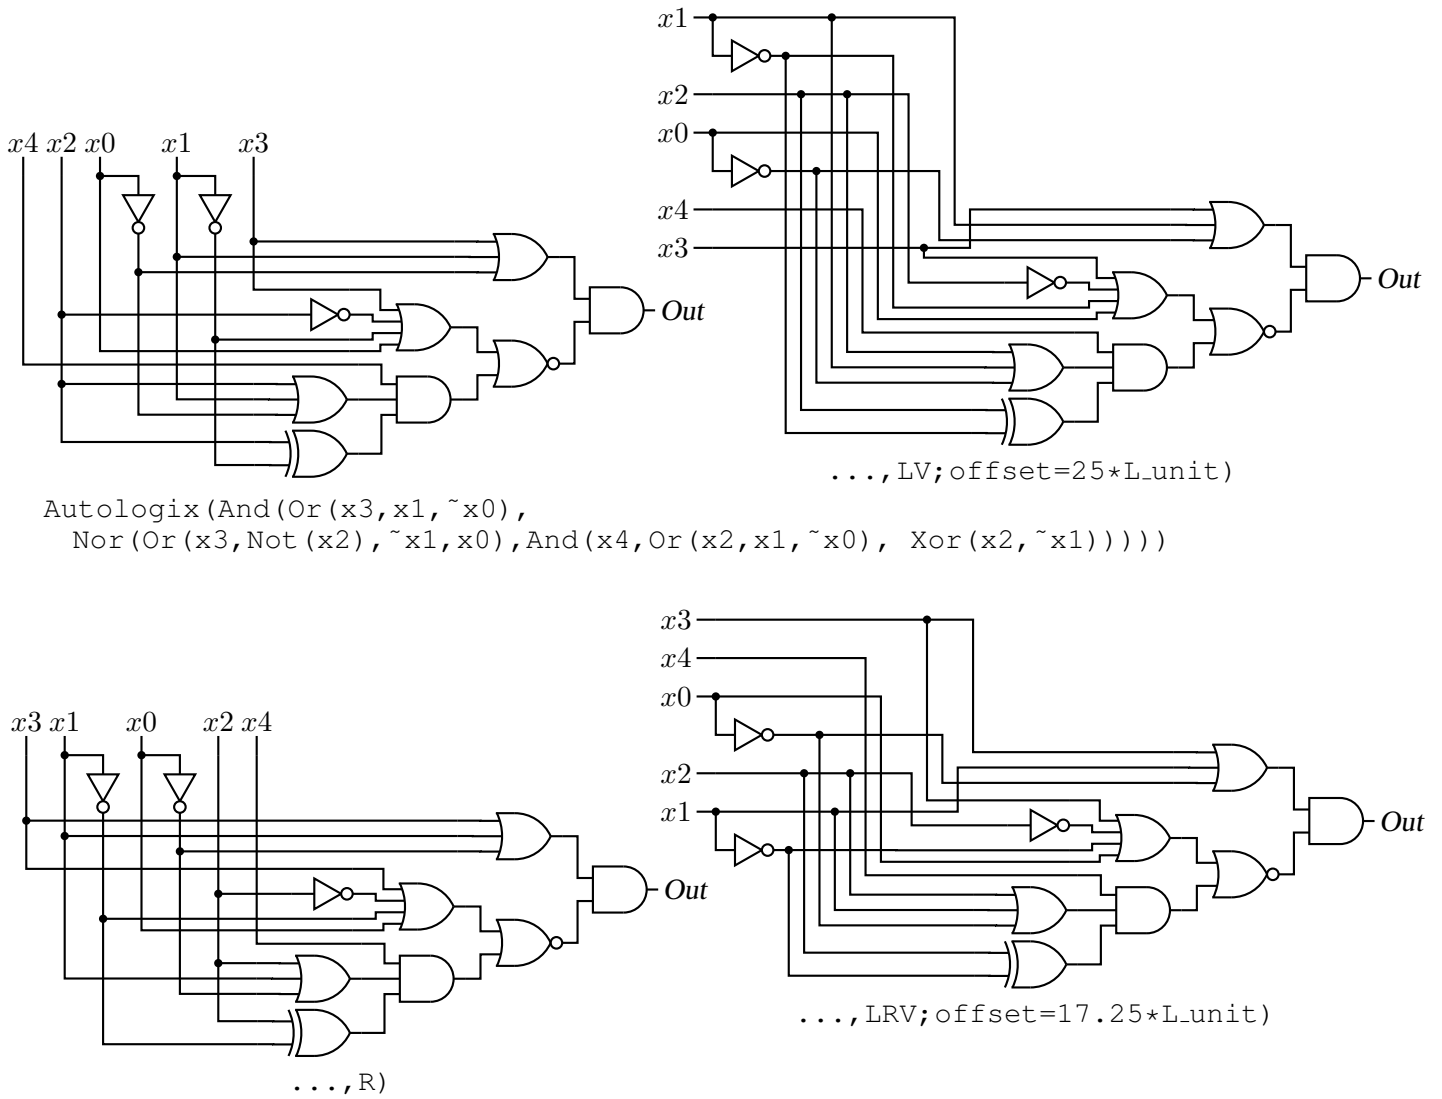 x4 x2 x0 x1 x3
Out
x1
x2
x0
x4
x3
Out
...,LV;offset=25*L_unit)
Autologix(And(Or(x3,x1,~x0),
Nor(Or(x3,Not(x2),~x1,x0),And(x4,Or(x2,x1,~x0), Xor(x2,~x1)))))
x3 x1 x0 x2 x4
Out
...,R)
x3
x4
x0
x2
x1
Out
...,LRV;offset=17.25*L_unit)